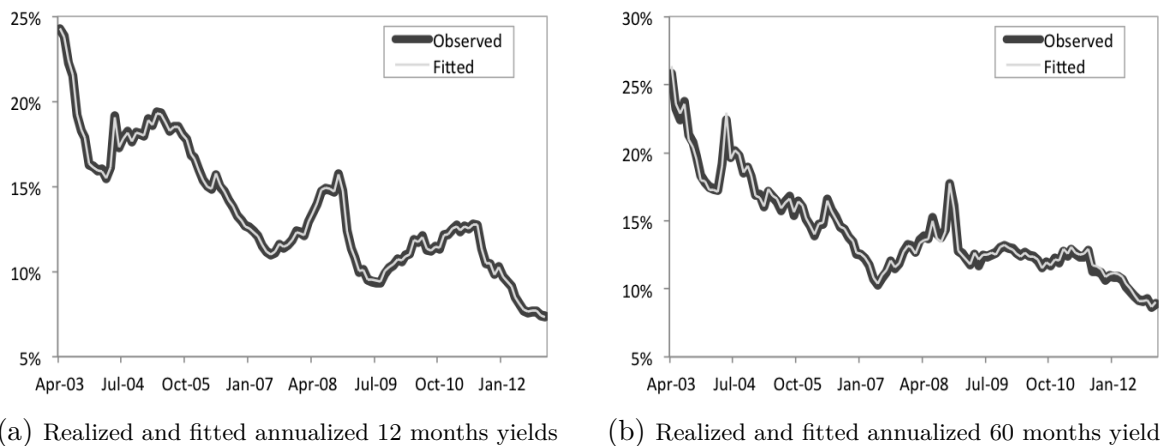 25%
20%
15%
10%
5%
Observed
Fitted
Apr-03 Jul-04 Oct-05 Jan-07 Apr-08 Jul-09 Oct-10 Jan-12
(a) Realized and fitted annualized 12 months yields
30%
25%
20%
15%
10%
5%
Observed
Fitted
Apr-03 Jul-04 Oct-05 Jan-07 Apr-08 Jul-09 Oct-10 Jan-12
(b) Realized and fitted annualized 60 months yield